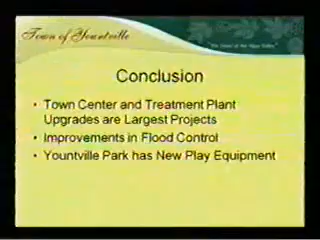 Town of Yountville
Conclusion
• Town Center and Treatment Plant
Upgrades are Largest Projects
• Improvements in Flood Control
• Yountville Park has New Play Equipment